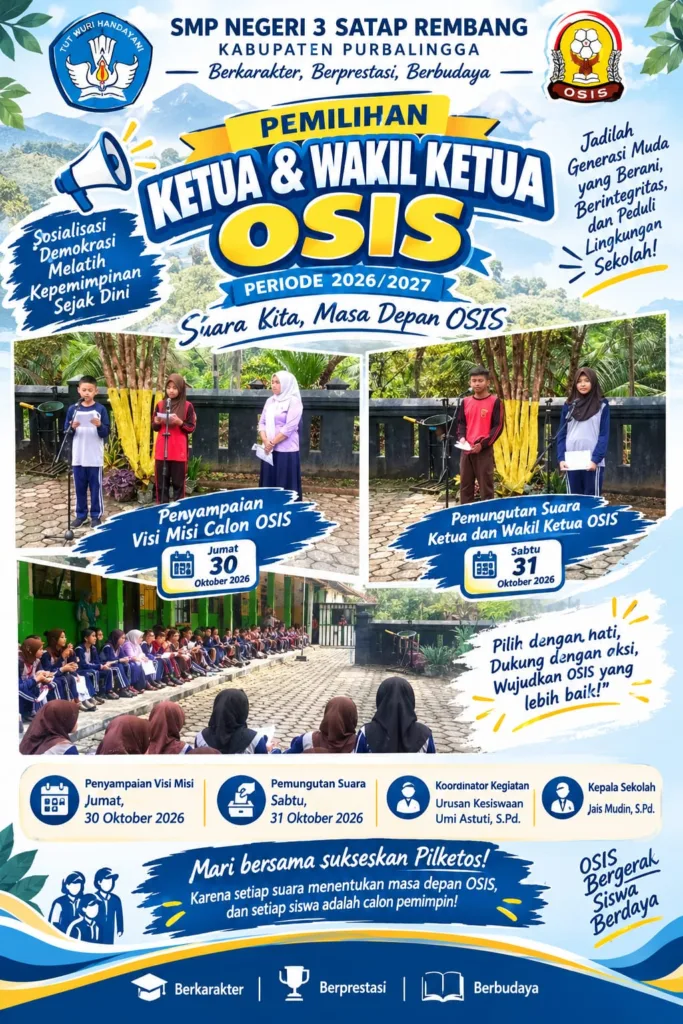 TUT WURI HANDAYANI
SMP NEGERI 3 SATAP REMBANG
KABUPATEN PURBALINGGA
Berkarakter, Berprestasi, Berbudaya
OSIS
PEMILIHAN
KETUA & WAKIL KETUA
OSIS
PERIODE 2026/2027
Suara Kita, Masa Depan OSIS
Sosialisasi
Demokrasi
Melatih
Kepemimpinan
Sejak Dini
Jadilah
Generasi Muda
yang Berani,
Berintegritas,
dan Peduli
Lingkungan
Sekolah!
Penyampaian
Visi Misi Calon OSIS
Jumat
30
Oktober 2026
Pemungutan Suara
Ketua dan Wakil Ketua OSIS
Sabtu
31
Oktober 2026
Pilih dengan hati,
Dukung dengan oksi,
Wujudkan OSIS yang
lebih baik!"
Penyampaian Visi Misi
Jumat,
30 Oktober 2026
Pemungutan Suara
Sabtu,
31 Oktober 2026
Koordinator Kegiatan
Urusan Kesiswaan
Umi Astuti, S.Pd.
Kepala Sekolah
Jais Mudin, S.Pd.
Mari bersama sukseskan Pilketos!
Karena setiap suara menentukan masa depan OSIS,
dan setiap siswa adalah calon pemimpin!
OSIS
Bergerak
Siswa
Berdaya
Berkarakter
Berprestasi
Berbudaya